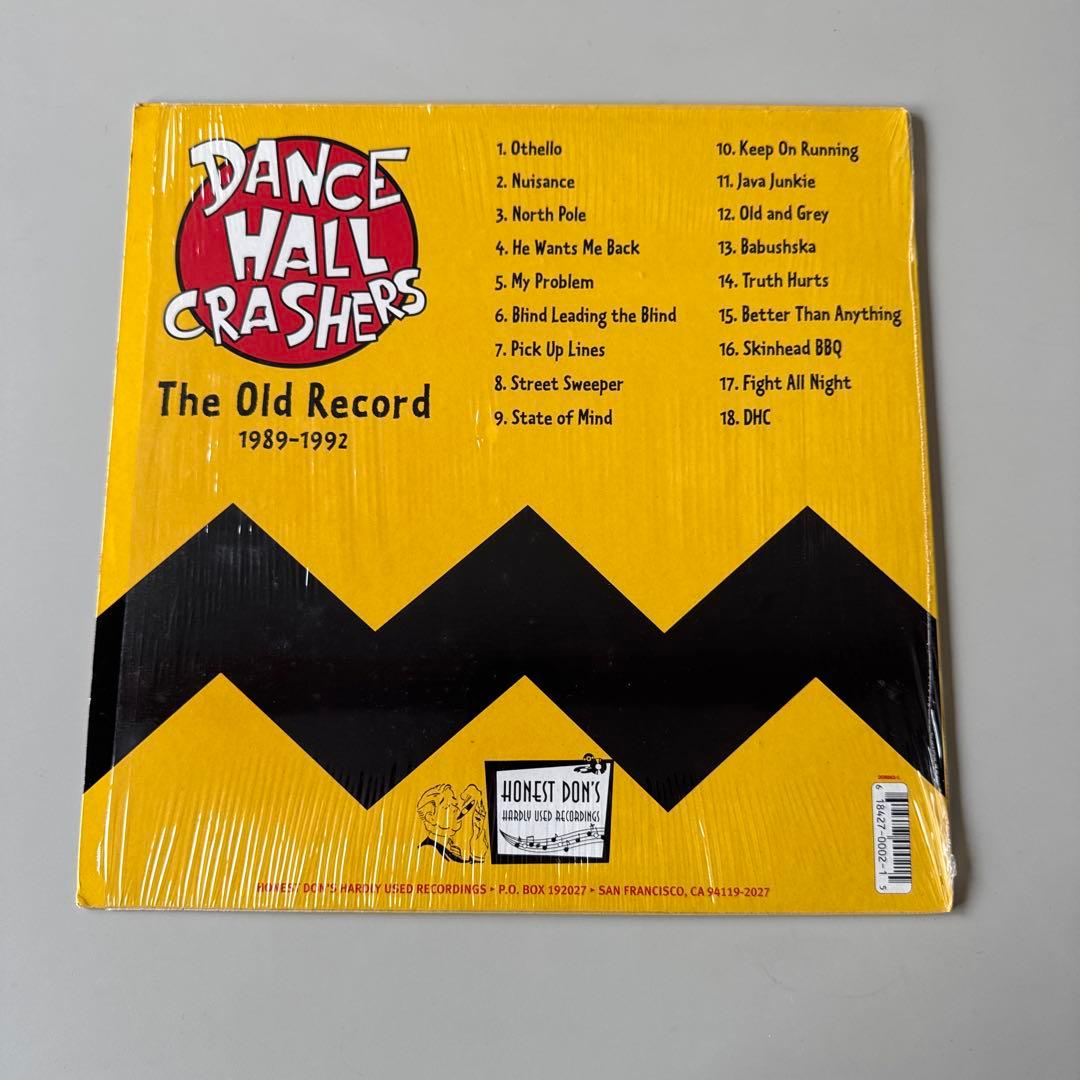 DANCE
HALL
CRASHERS
The Old Record
1989-1992
1. Othello
2. Nuisance
3. North Pole
4. He Wants Me Back
5. My Problem
6. Blind Leading the Blind
7. Pick Up Lines
8. Street Sweeper
9. State of Mind
10. Keep On Running
11. Java Junkie
12. Old and Grey
13. Babushska
14. Truth Hurts
15. Better Than Anything
16. Skinhead BBQ
17. Fight All Night
18. DHC
HONEST DON'S
HARDLY USED RECORDINGS
HONEST DON'S HARDLY USED RECORDINGS ▸ P.O. BOX 192027 ▸ SAN FRANCISCO, CA 94119-2027
6 18427-0002-1 5